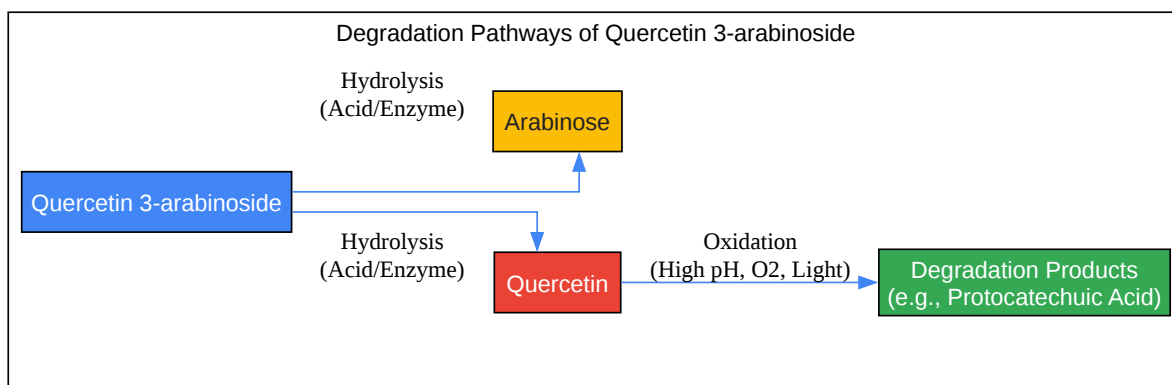 Degradation Pathways of Quercetin 3-arabinoside
Hydrolysis
(Acid/Enzyme)
Arabinose
Quercetin 3-arabinoside
Hydrolysis
(Acid/Enzyme)
Quercetin
Oxidation
(High pH, O2, Light)
Degradation Products
(e.g., Protocatechuic Acid)